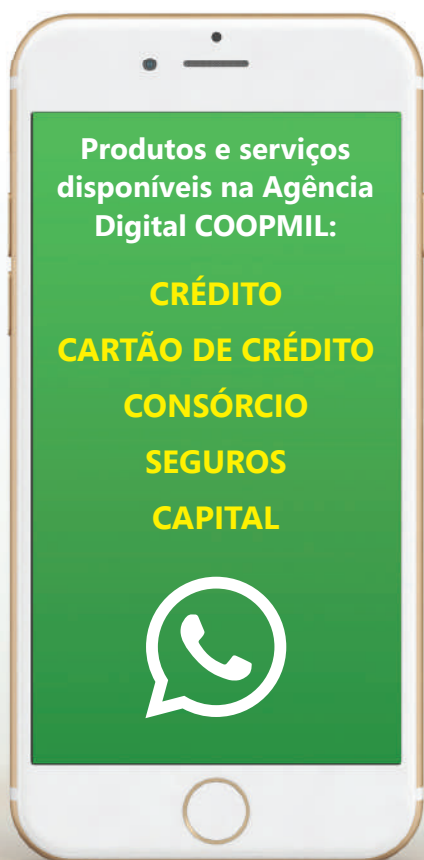 Produtos e serviços
disponíveis na Agência
Digital COOPMIL:
CRÉDITO
CARTÃO DE CRÉDITO
CONSÓRCIO
SEGUROS
CAPITAL